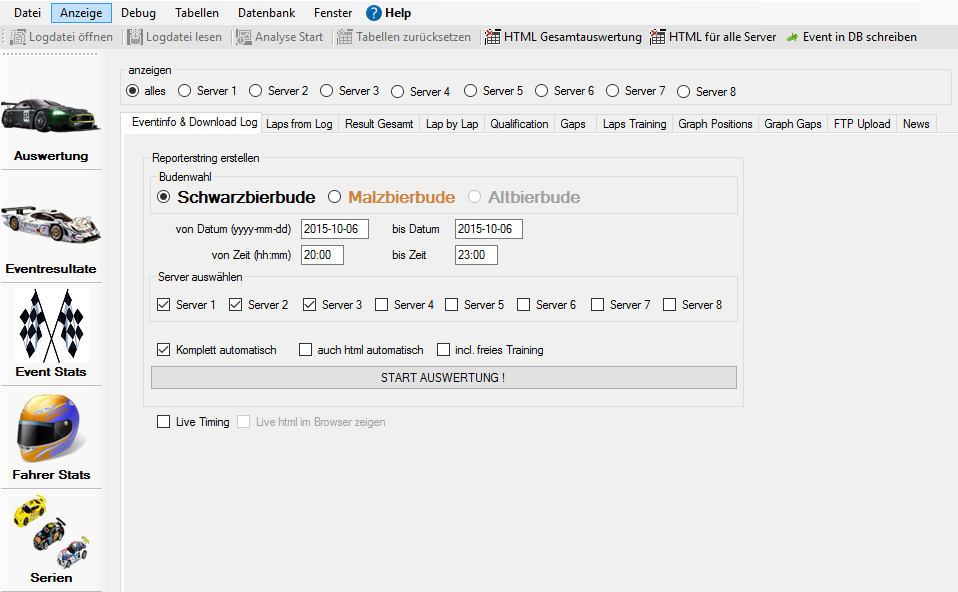 Datei Anzeige Debug Tabellen Datenbank Fenster ? Help
Logdatei öffnen Logdatei lesen Analyse Start Tabellen zurücksetzen HTML Gesamtauswertung HTML für alle Server Event in DB schreiben
anzeigen
alles Server 1 Server 2 Server 3 Server 4 Server 5 Server 6 Server 7 Server 8
Eventinfo & Download Log Laps from Log Result Gesamt Lap by Lap Qualification Gaps Laps Training Graph Positions Graph Gaps FTP Upload News
Auswertung
Eventresultate
Event Stats
Fahrer Stats
Serien
Reporterstring erstellen
Budenwahl
Schwarzbierbude Malzbierbude Altbierbude
von Datum (yyyy-mm-dd) 2015-10-06 bis Datum 2015-10-06
von Zeit (hh:mm) 20:00 bis Zeit 23:00
Server auswählen
Server 1 Server 2 Server 3 Server 4 Server 5 Server 6 Server 7 Server 8
Komplett automatisch auch html automatisch incl. freies Training
START AUSWERTUNG !
Live Timing Live html im Browser zeigen